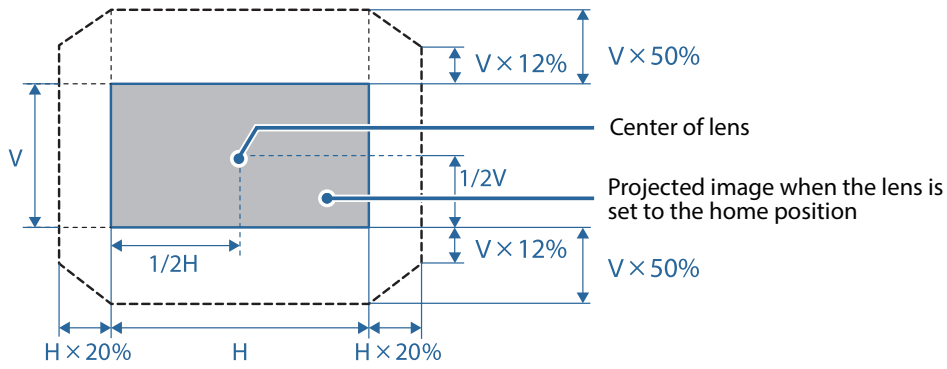 V × 12%
V × 50%
Center of lens
V
1/2V
Projected image when the lens is
set to the home position
V × 12%
1/2H
V × 50%
H × 20%
H
H × 20%